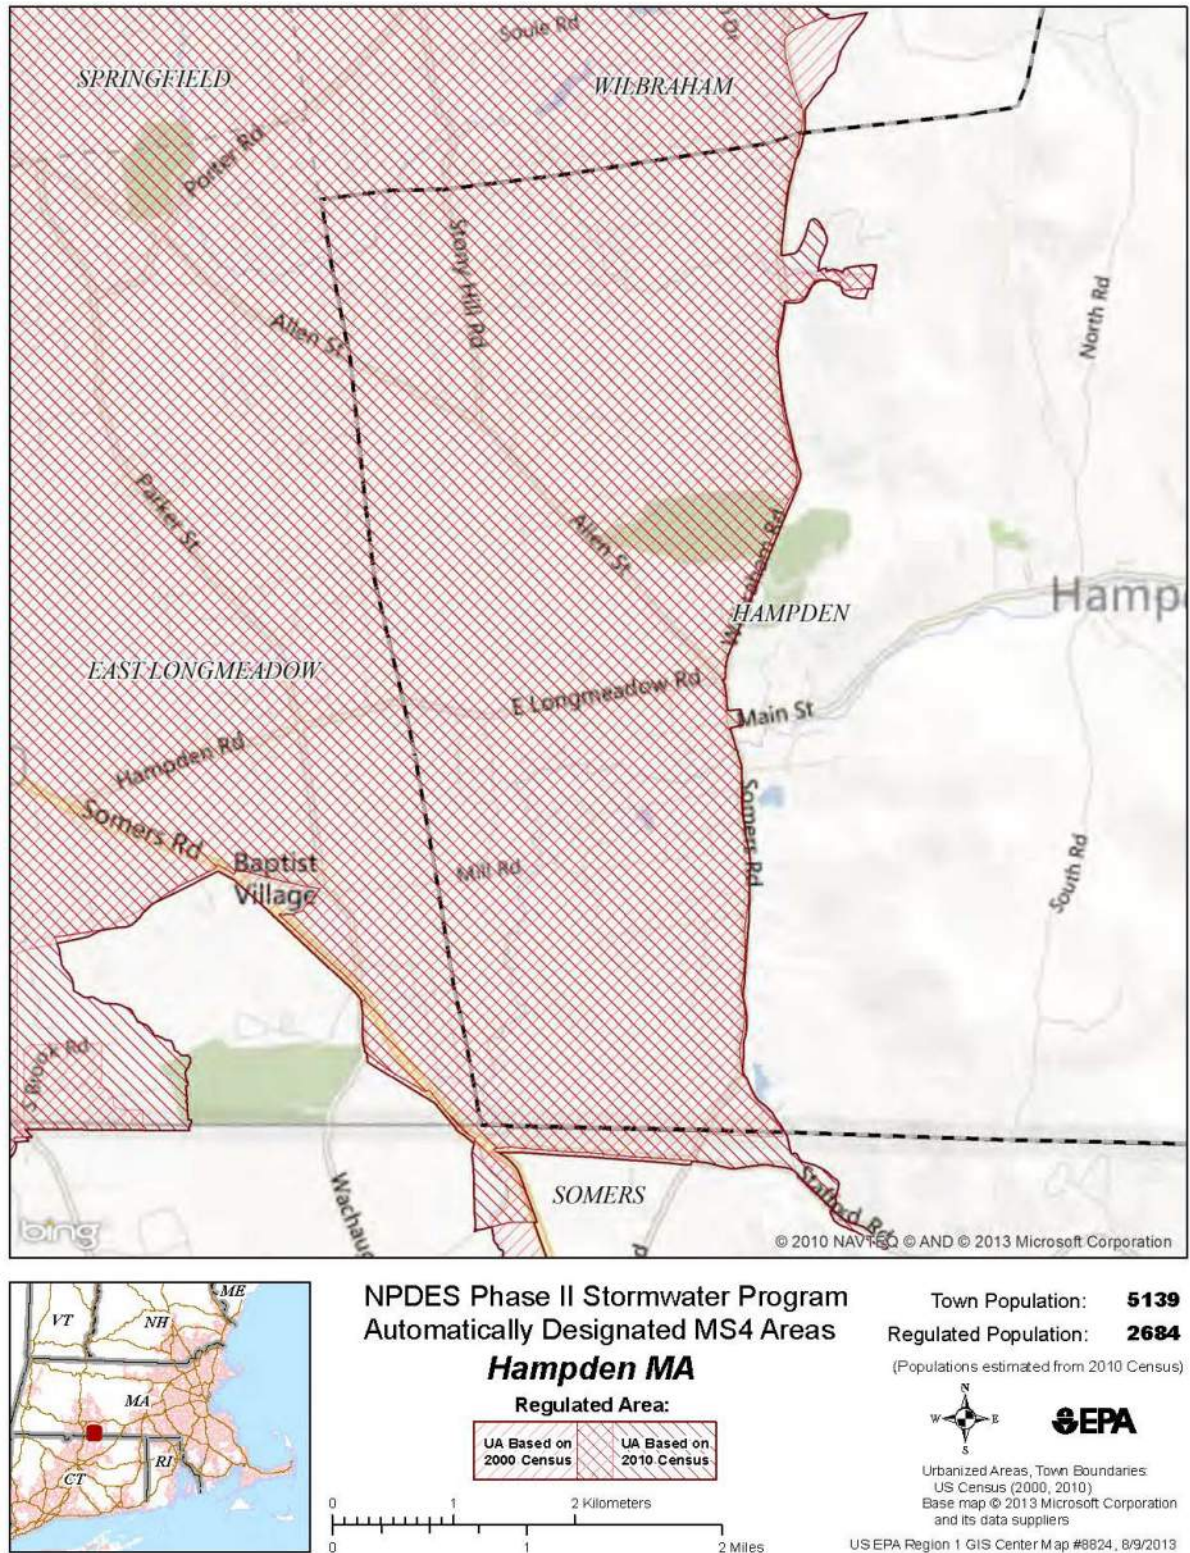 Soule Rd
SPRINGFIELD
WILBRAHAM
Porter Rd
Stony Hill Rd
North Rd
Allen St
Parker St
Allen St
HAMPDEN
EAST LONGMEADOW
E Longmeadow Rd
Main St
Hampden Rd
Somers Rd
Somers Rd
Baptist
Village
Mill Rd
South Rd
S Brook Rd
SOMERS
Stafford Rd
bing
© 2010 NAVTEQ © AND © 2013 Microsoft Corporation
VT
NH
ME
MA
CT
RI
NPDES Phase II Stormwater Program
Automatically Designated MS4 Areas
Hampden MA
Regulated Area:
UA Based on
2000 Census
UA Based on
2010 Census
0 1 2 Kilometers
0 1 2 Miles
Town Population: 5139
Regulated Population: 2684
(Populations estimated from 2010 Census)
N
W E
S
EPA
Urbanized Areas, Town Boundaries:
US Census (2000, 2010)
Base map © 2013 Microsoft Corporation
and its data suppliers
US EPA Region 1 GIS Center Map #8824, 8/9/2013